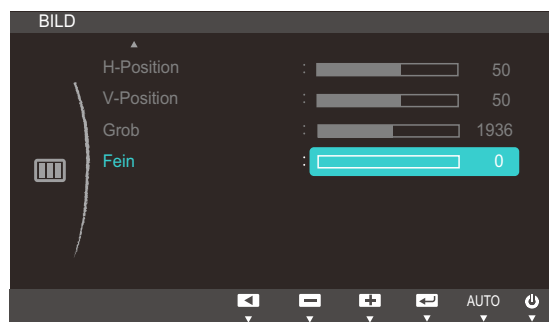 BILD
H-Position : 50
V-Position : 50
Grob : 1936
Fein : 0
AUTO